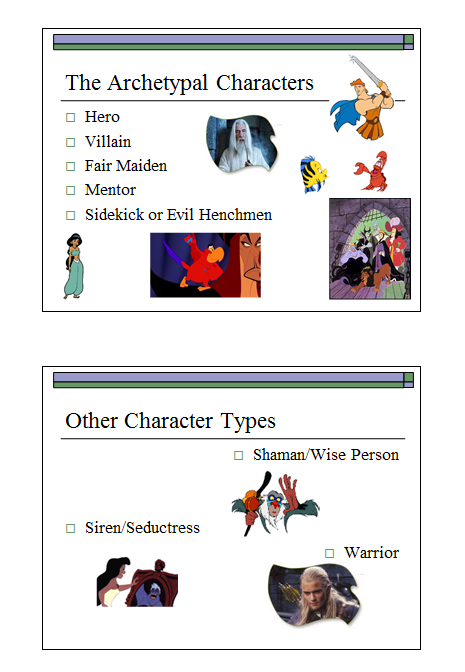 The Archetypal Characters
Hero
Villain
Fair Maiden
Mentor
Sidekick or Evil Henchmen
Other Character Types
Shaman/Wise Person
Siren/Seductress
Warrior